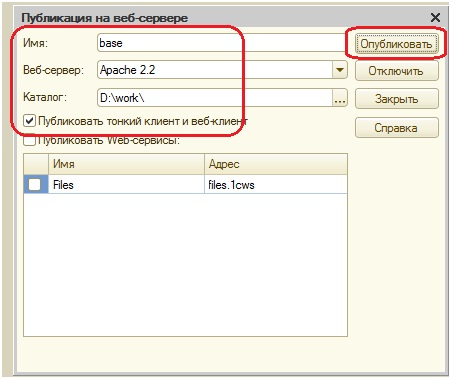 Публикация на веб-сервере
Имя: base Опубликовать
Веб-сервер: Apache 2.2 Отключить
Каталог: D:\work\ ... Закрыть
Публиковать тонкий клиент и веб-клиент
Справка
Публиковать Web-сервисы:
Имя Адрес
Files files.1cws